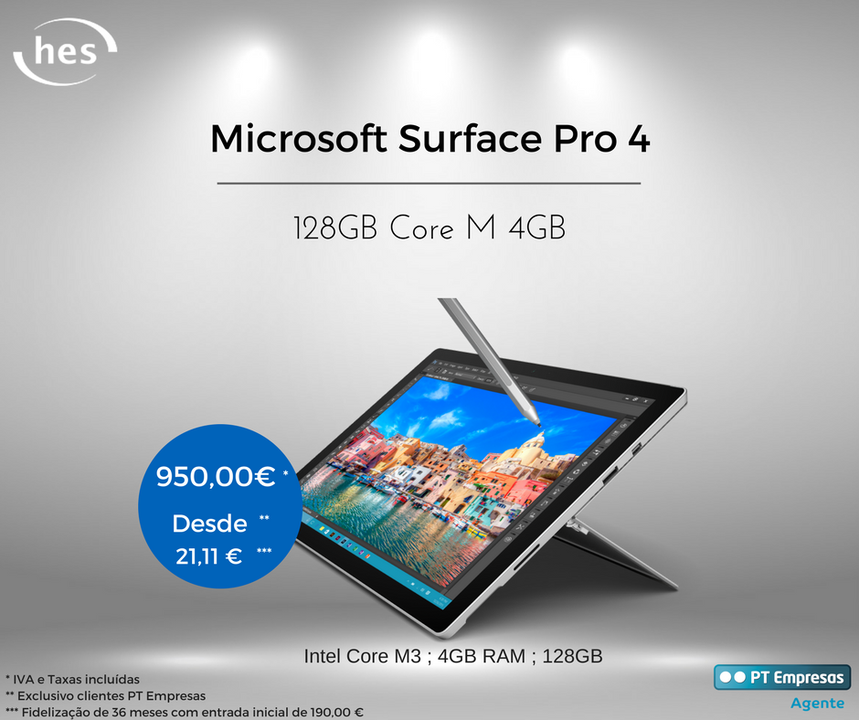 hes
Microsoft Surface Pro 4
128GB Core M 4GB
950,00€ *
Desde **
21,11 € ***
Intel Core M3 ; 4GB RAM ; 128GB
* IVA e Taxas incluídas
** Exclusivo clientes PT Empresas
*** Fidelização de 36 meses com entrada inicial de 190,00 €
PT Empresas
Agente